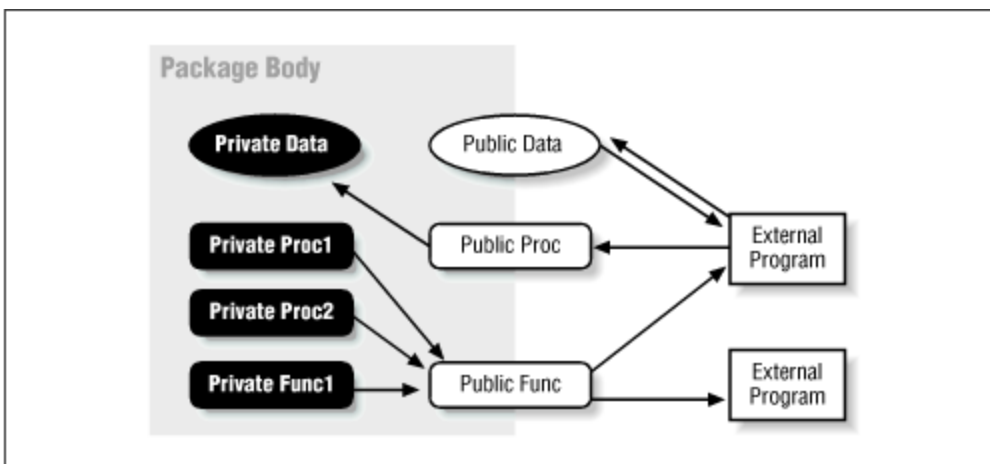 Package Body
Private Data
Public Data
Private Proc1
Public Proc
External
Program
Private Proc2
Private Func1
Public Func
External
Program